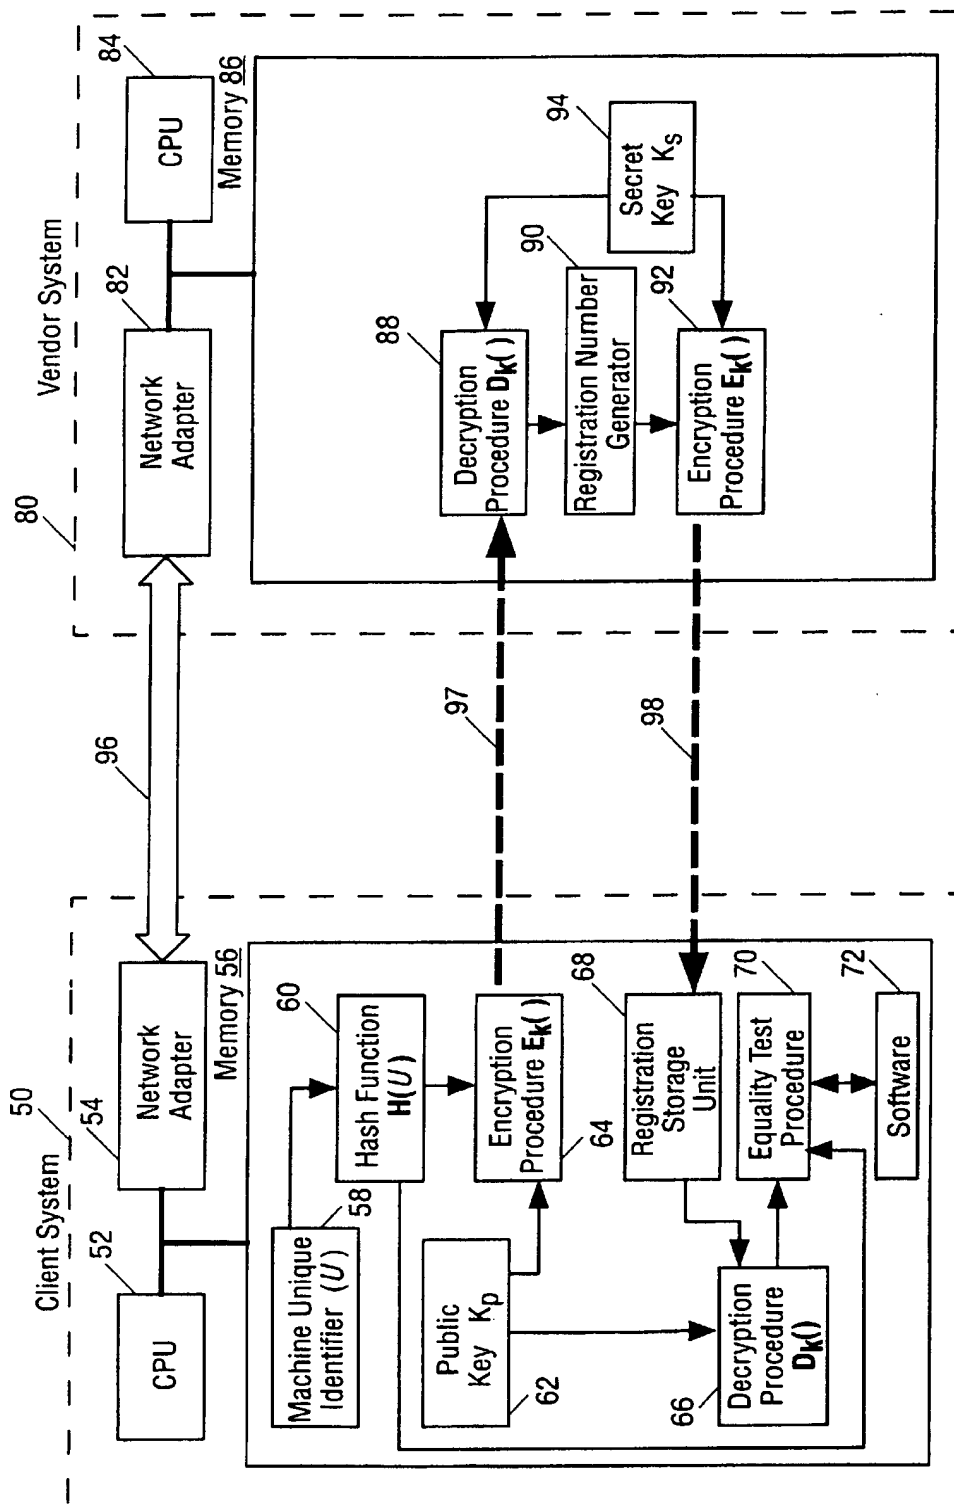 Client System
50
52
CPU
54
Network
Adapter
Memory 56
58
Machine Unique
Identifier (U)
60
Hash Function
H(U)
Public
Key Kp
62
Encryption
Procedure Ek( )
64
66
Decryption
Procedure
Dk()
68
Registration
Storage
Unit
70
Equality Test
Procedure
72
Software
96
97
98
Vendor System
80
82
Network
Adapter
84
CPU
Memory 86
88
Decryption
Procedure Dk( )
90
Registration Number
Generator
92
Encryption
Procedure Ek( )
94
Secret
Key Ks